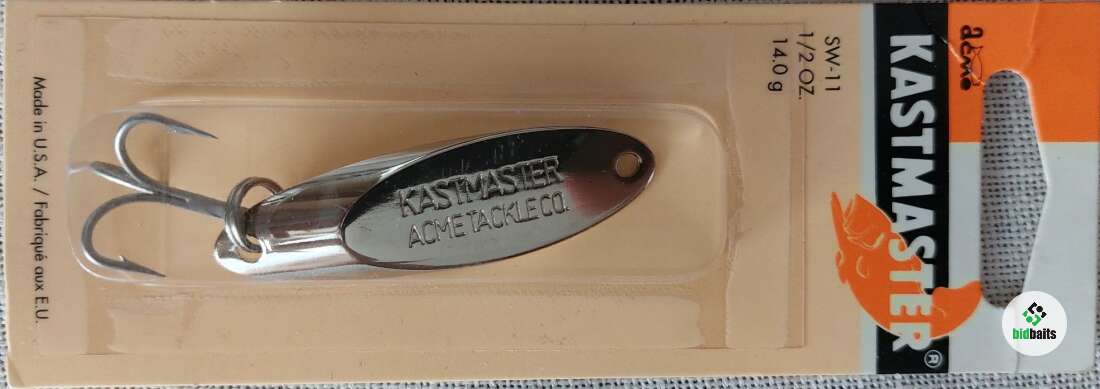 acme
KASTMASTER®
SW-11
1/2 OZ.
14.0 g
KASTMASTER
ACME TACKLE CO.
Made in U.S.A. / Fabriqué aux E.U.
bidbaits